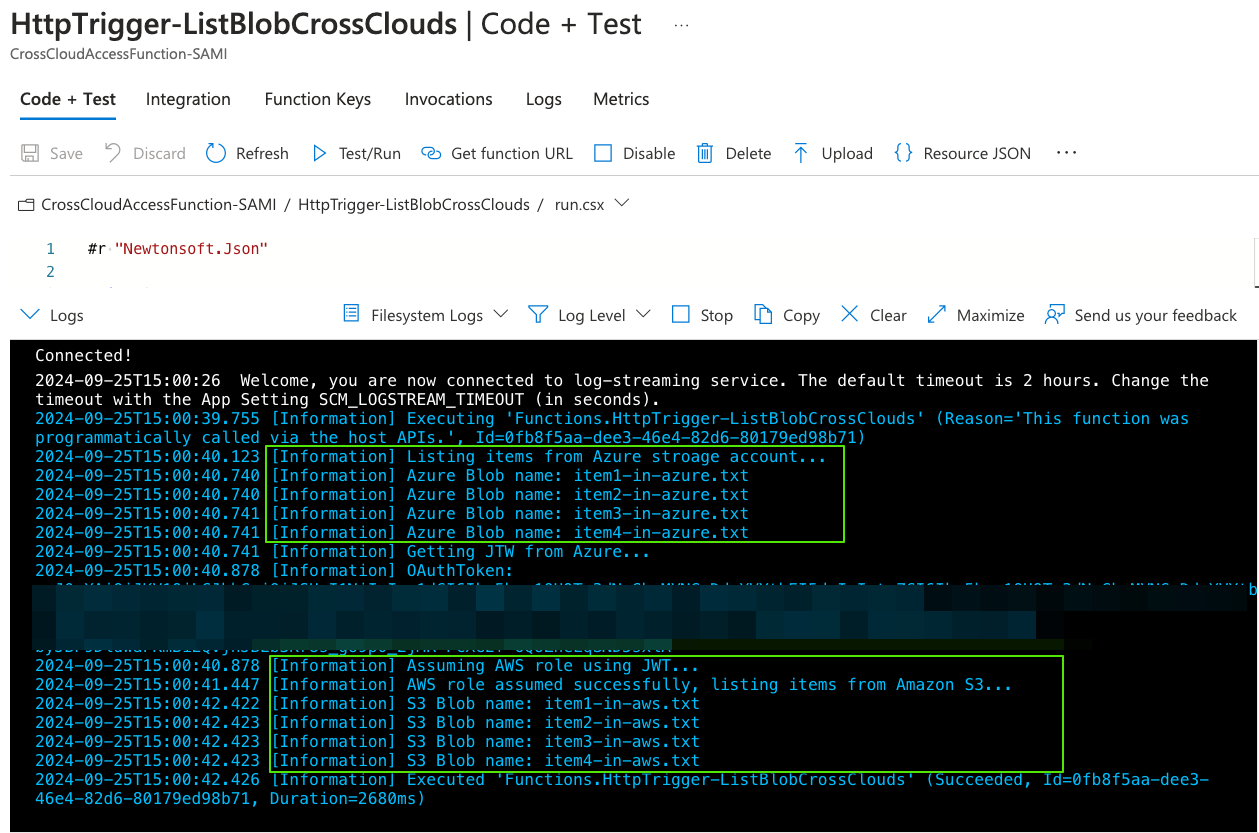 HttpTrigger-ListBlobCrossClouds | Code + Test ...
CrossCloudAccessFunction-SAMI
Code + Test Integration Function Keys Invocations Logs Metrics
Save Discard Refresh Test/Run Get function URL Disable Delete Upload {} Resource JSON ...
CrossCloudAccessFunction-SAMI / HttpTrigger-ListBlobCrossClouds / run.csx
1 #r "Newtonsoft.Json"
2
Logs Filesystem Logs Log Level Stop Copy Clear Maximize Send us your feedback
Connected!
2024-09-25T15:00:26 Welcome, you are now connected to log-streaming service. The default timeout is 2 hours. Change the
timeout with the App Setting SCM_LOGSTREAM_TIMEOUT (in seconds).
2024-09-25T15:00:39.755 [Information] Executing 'Functions.HttpTrigger-ListBlobCrossClouds' (Reason='This function was
programmatically called via the host APIs.', Id=0fb8f5aa-dee3-46e4-82d6-80179ed98b71)
2024-09-25T15:00:40.123 [Information] Listing items from Azure stroage account...
2024-09-25T15:00:40.740 [Information] Azure Blob name: item1-in-azure.txt
2024-09-25T15:00:40.740 [Information] Azure Blob name: item2-in-azure.txt
2024-09-25T15:00:40.741 [Information] Azure Blob name: item3-in-azure.txt
2024-09-25T15:00:40.741 [Information] Azure Blob name: item4-in-azure.txt
2024-09-25T15:00:40.741 [Information] Getting JTW from Azure...
2024-09-25T15:00:40.878 [Information] OAuthToken:
2024-09-25T15:00:40.878 [Information] Assuming AWS role using JWT...
2024-09-25T15:00:41.447 [Information] AWS role assumed successfully, listing items from Amazon S3...
2024-09-25T15:00:42.422 [Information] S3 Blob name: item1-in-aws.txt
2024-09-25T15:00:42.423 [Information] S3 Blob name: item2-in-aws.txt
2024-09-25T15:00:42.423 [Information] S3 Blob name: item3-in-aws.txt
2024-09-25T15:00:42.423 [Information] S3 Blob name: item4-in-aws.txt
2024-09-25T15:00:42.426 [Information] Executed 'Functions.HttpTrigger-ListBlobCrossClouds' (Succeeded, Id=0fb8f5aa-dee3-
46e4-82d6-80179ed98b71, Duration=2680ms)